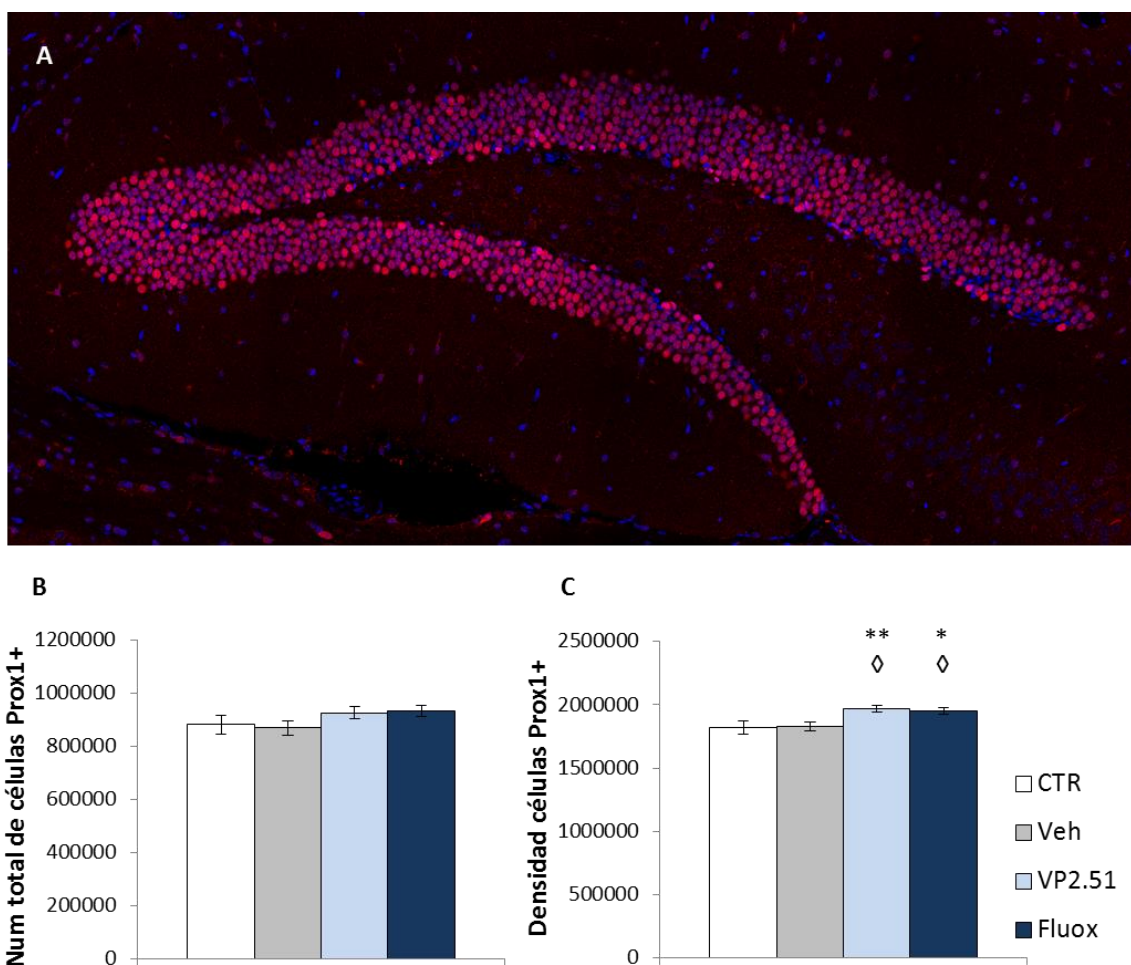 A
B
Num total de células Prox1+
1200000
1000000
800000
600000
400000
200000
0
C
Densidad células Prox1+
2500000
2000000
1500000
1000000
500000
0
** *
◊ ◊
CTR
Veh
VP2.51
Fluox